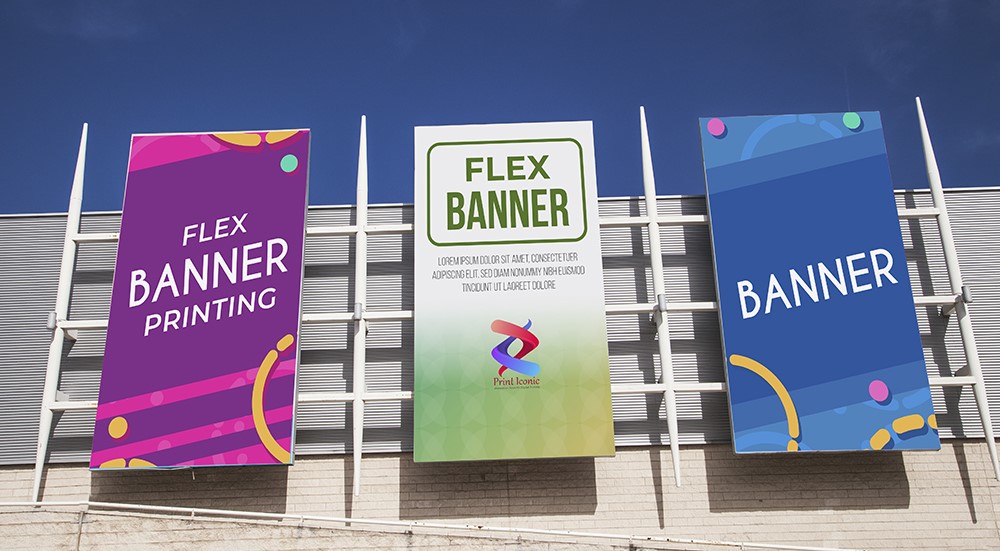 FLEX
BANNER
PRINTING
FLEX
BANNER
LOREM IPSUM DOLOR SIT AMET, CONSECTETUER
ADIPISCING ELIT, SED DIAM NONUMMY NIBH EUISMOD
TINCIDUNT UT LAOREET DOLORE
Print Iconic
BANNER